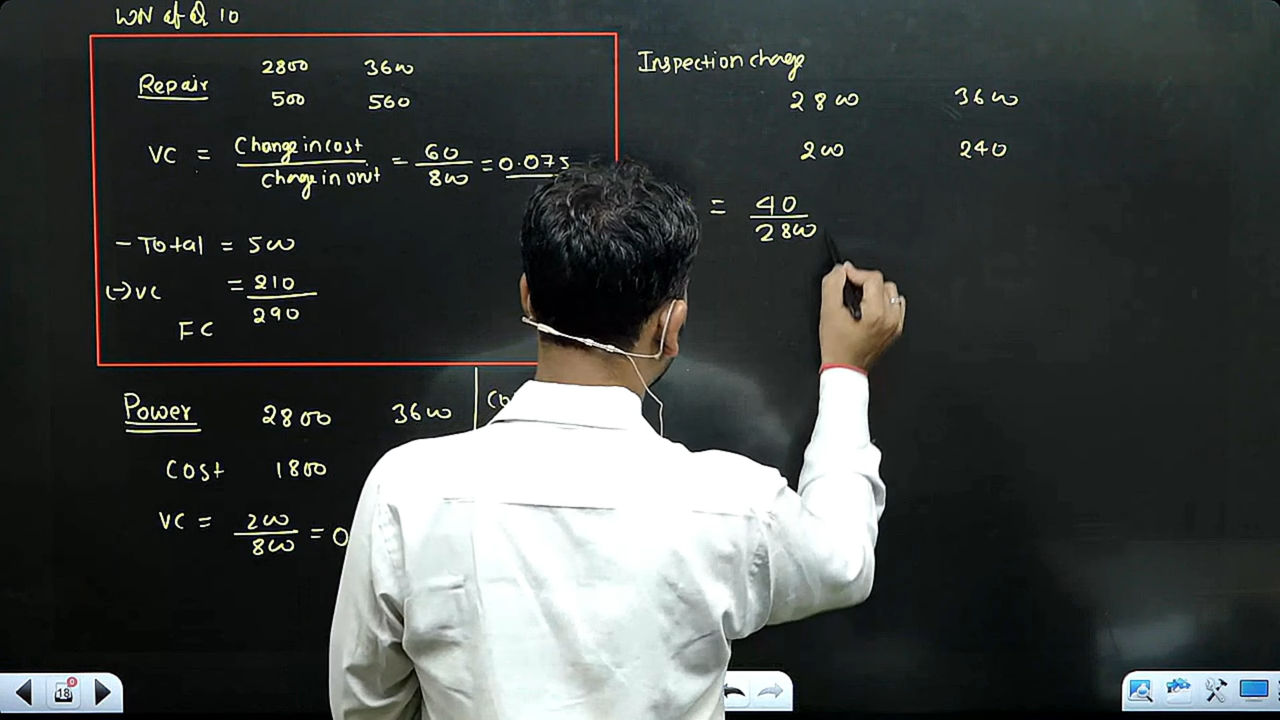 WN of Q 10
Repair 2800 3600
500 560
VC = Change in cost / change in unit = 60 / 800 = 0.075
- Total = 500
(-) VC = 210
FC 290
Power 2800 3600
Cost 1800
VC = 200 / 800 = 0
Inspection charge
2800 3600
200 240
= 40 / 2800
18